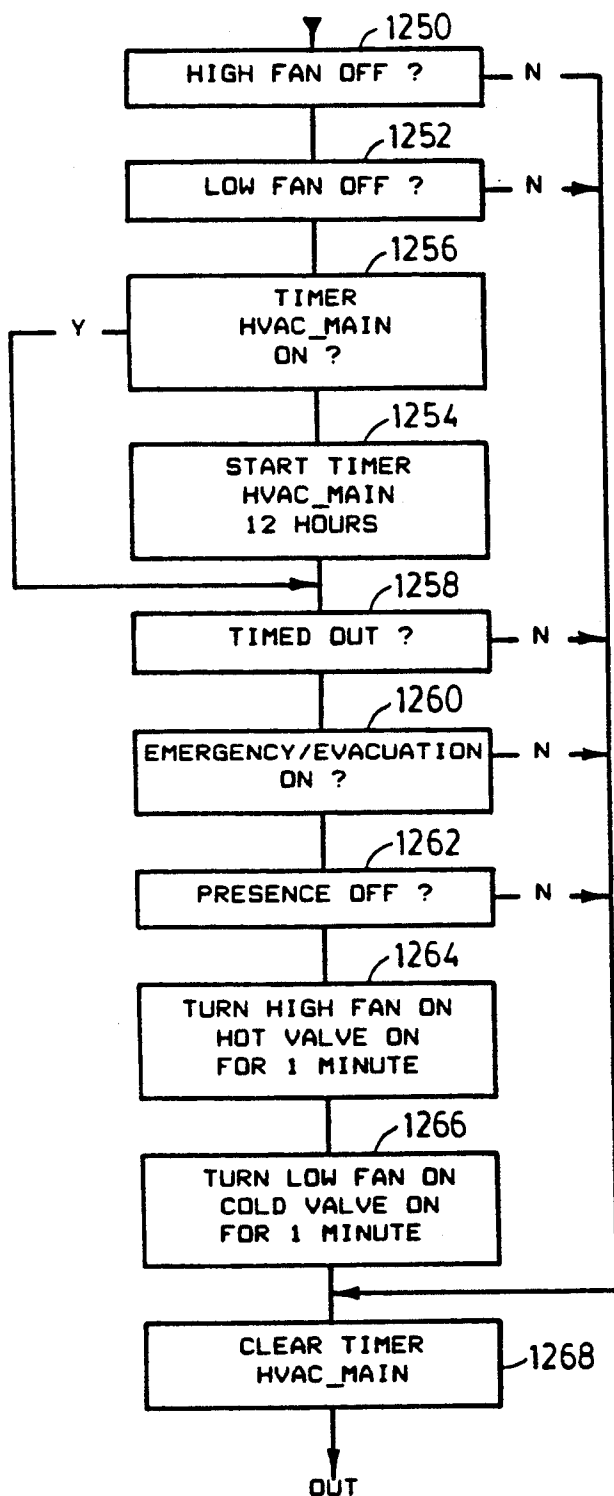 1250
HIGH FAN OFF ?
N
1252
LOW FAN OFF ?
N
1256
TIMER
HVAC_MAIN
ON ?
Y
1254
START TIMER
HVAC_MAIN
12 HOURS
1258
TIMED OUT ?
N
1260
EMERGENCY/EVACUATION
ON ?
N
1262
PRESENCE OFF ?
N
1264
TURN HIGH FAN ON
HOT VALVE ON
FOR 1 MINUTE
1266
TURN LOW FAN ON
COLD VALVE ON
FOR 1 MINUTE
CLEAR TIMER
HVAC_MAIN
1268
OUT